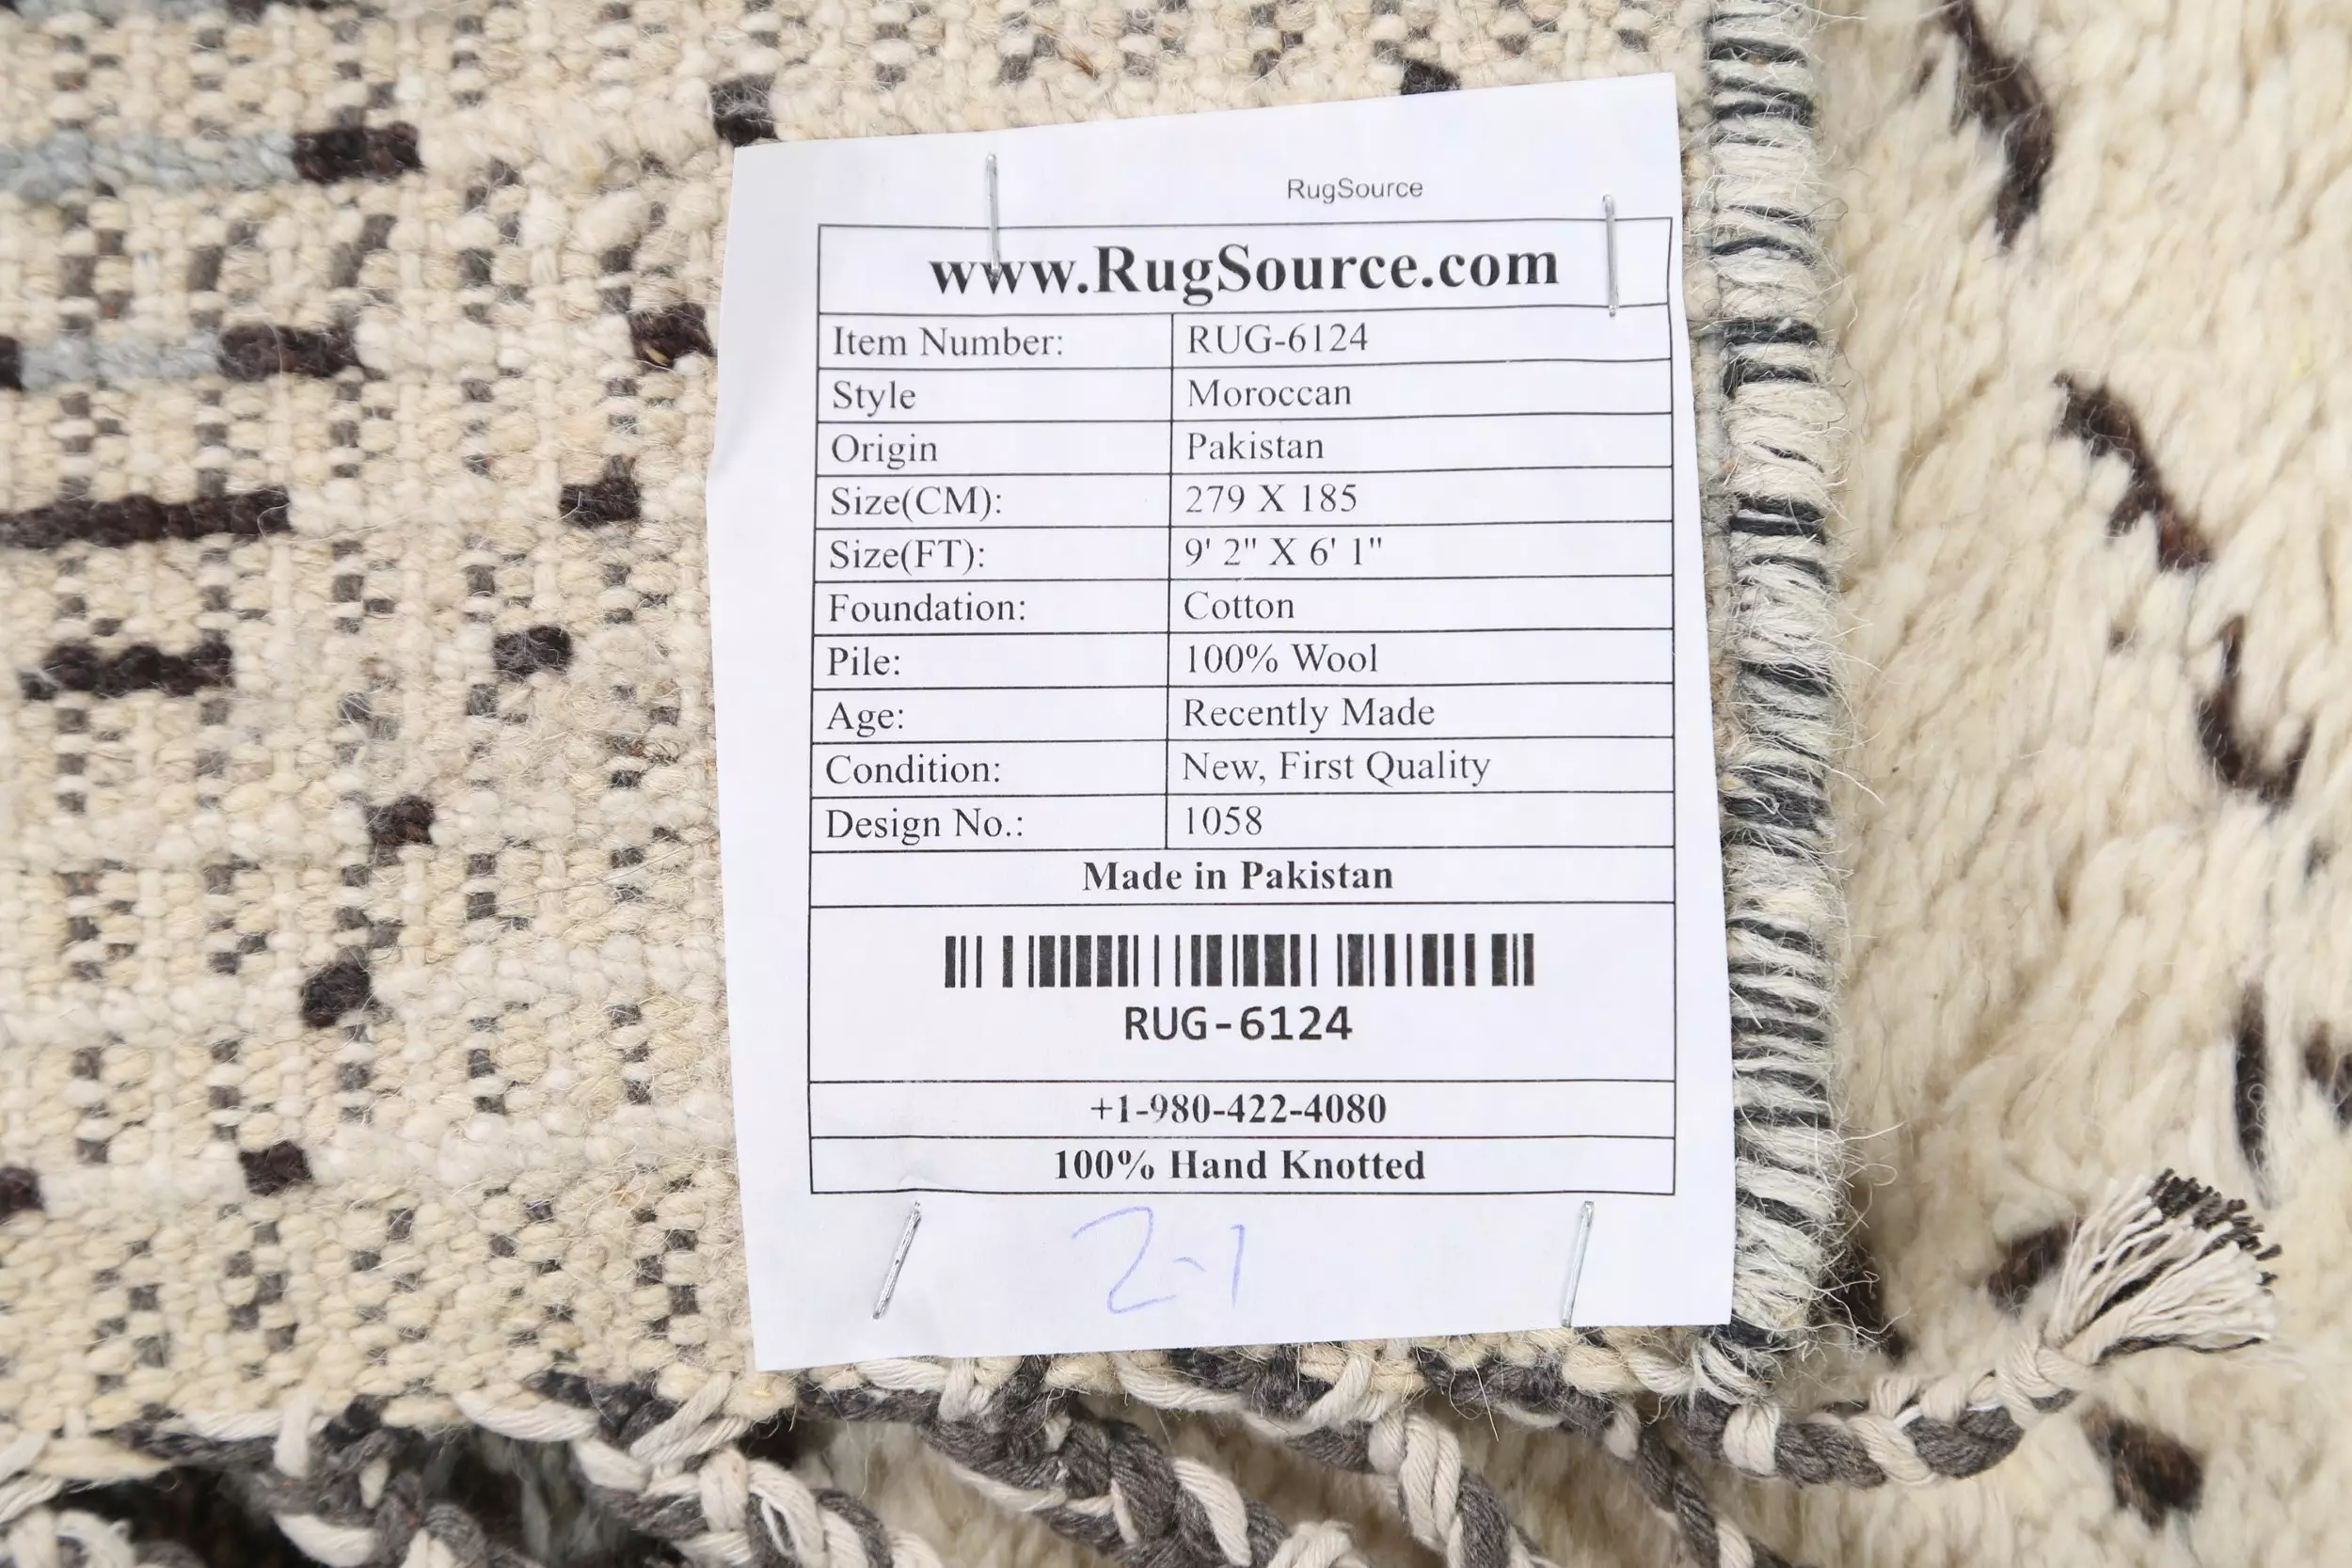 RugSource
www.RugSource.com
Item Number: RUG-6124
Style Moroccan
Origin Pakistan
Size(CM): 279 X 185
Size(FT): 9' 2" X 6' 1"
Foundation: Cotton
Pile: 100% Wool
Age: Recently Made
Condition: New, First Quality
Design No.: 1058
Made in Pakistan
RUG-6124
+1-980-422-4080
100% Hand Knotted
2-1